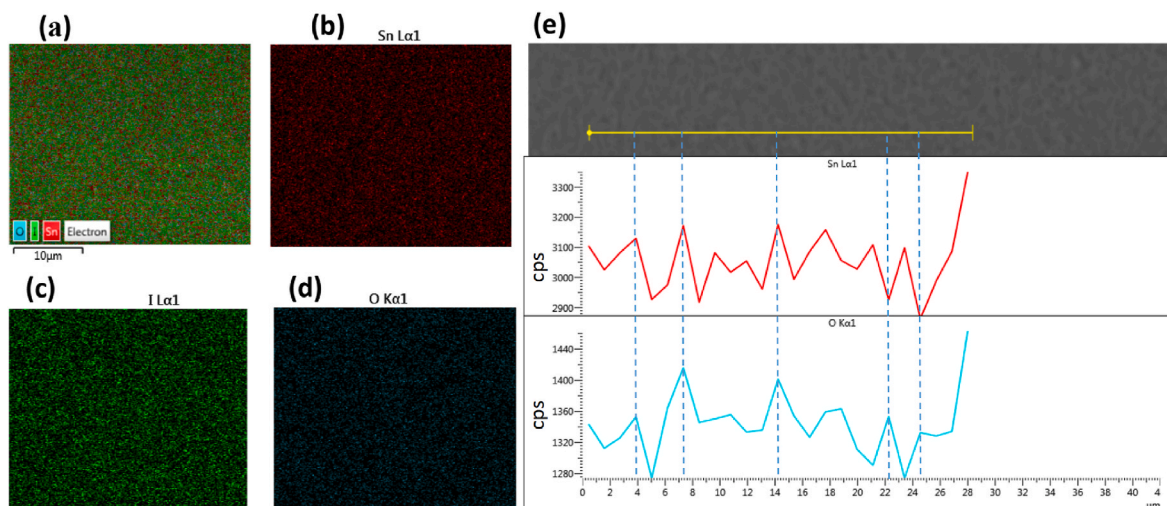 (a)
O I Sn Electron
10μm
(b)
Sn Lα1
(c)
I Lα1
(d)
O Kα1
(e)
Sn Lα1
cps
3300
3200
3100
3000
2900
O Kα1
cps
1440
1400
1360
1320
1280
0 2 4 6 8 10 12 14 16 18 20 22 24 26 28 30 32 34 36 38 40 4